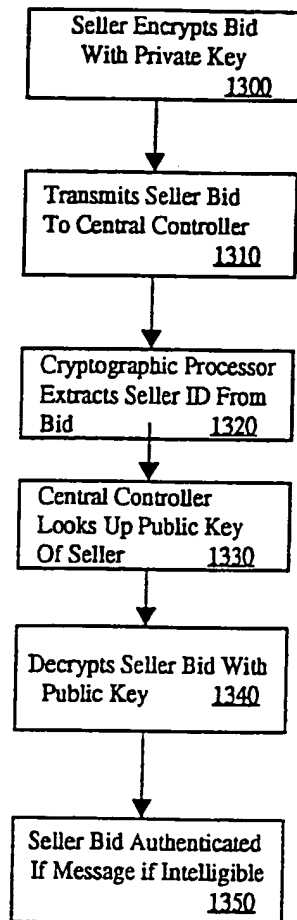 Seller Encrypts Bid
With Private Key
1300
Transmits Seller Bid
To Central Controller
1310
Cryptographic Processor
Extracts Seller ID From
Bid 1320
Central Controller
Looks Up Public Key
Of Seller 1330
Decrypts Seller Bid With
Public Key 1340
Seller Bid Authenticated
If Message if Intelligible
1350